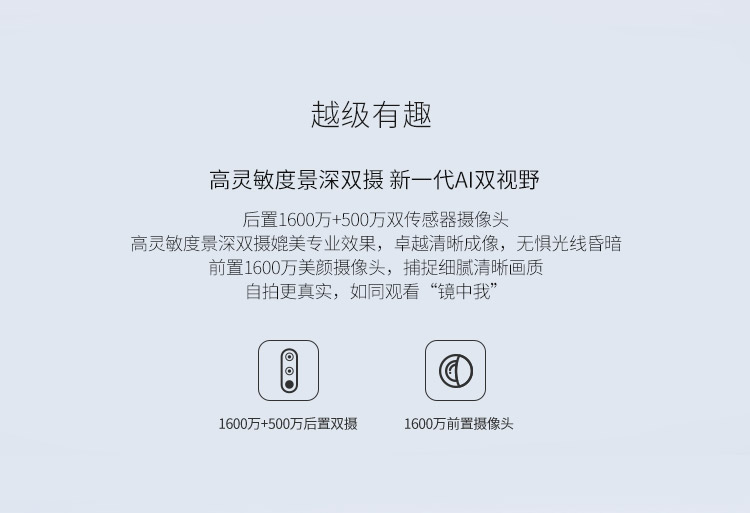 越级有趣
高灵敏度景深双摄 新一代AI双视野
后置1600万+500万双传感器摄像头
高灵敏度景深双摄媲美专业效果，卓越清晰成像，无惧光线昏暗
前置1600万美颜摄像头，捕捉细腻清晰画质
自拍更真实，如同观看“镜中我”
1600万+500万后置双摄
1600万前置摄像头